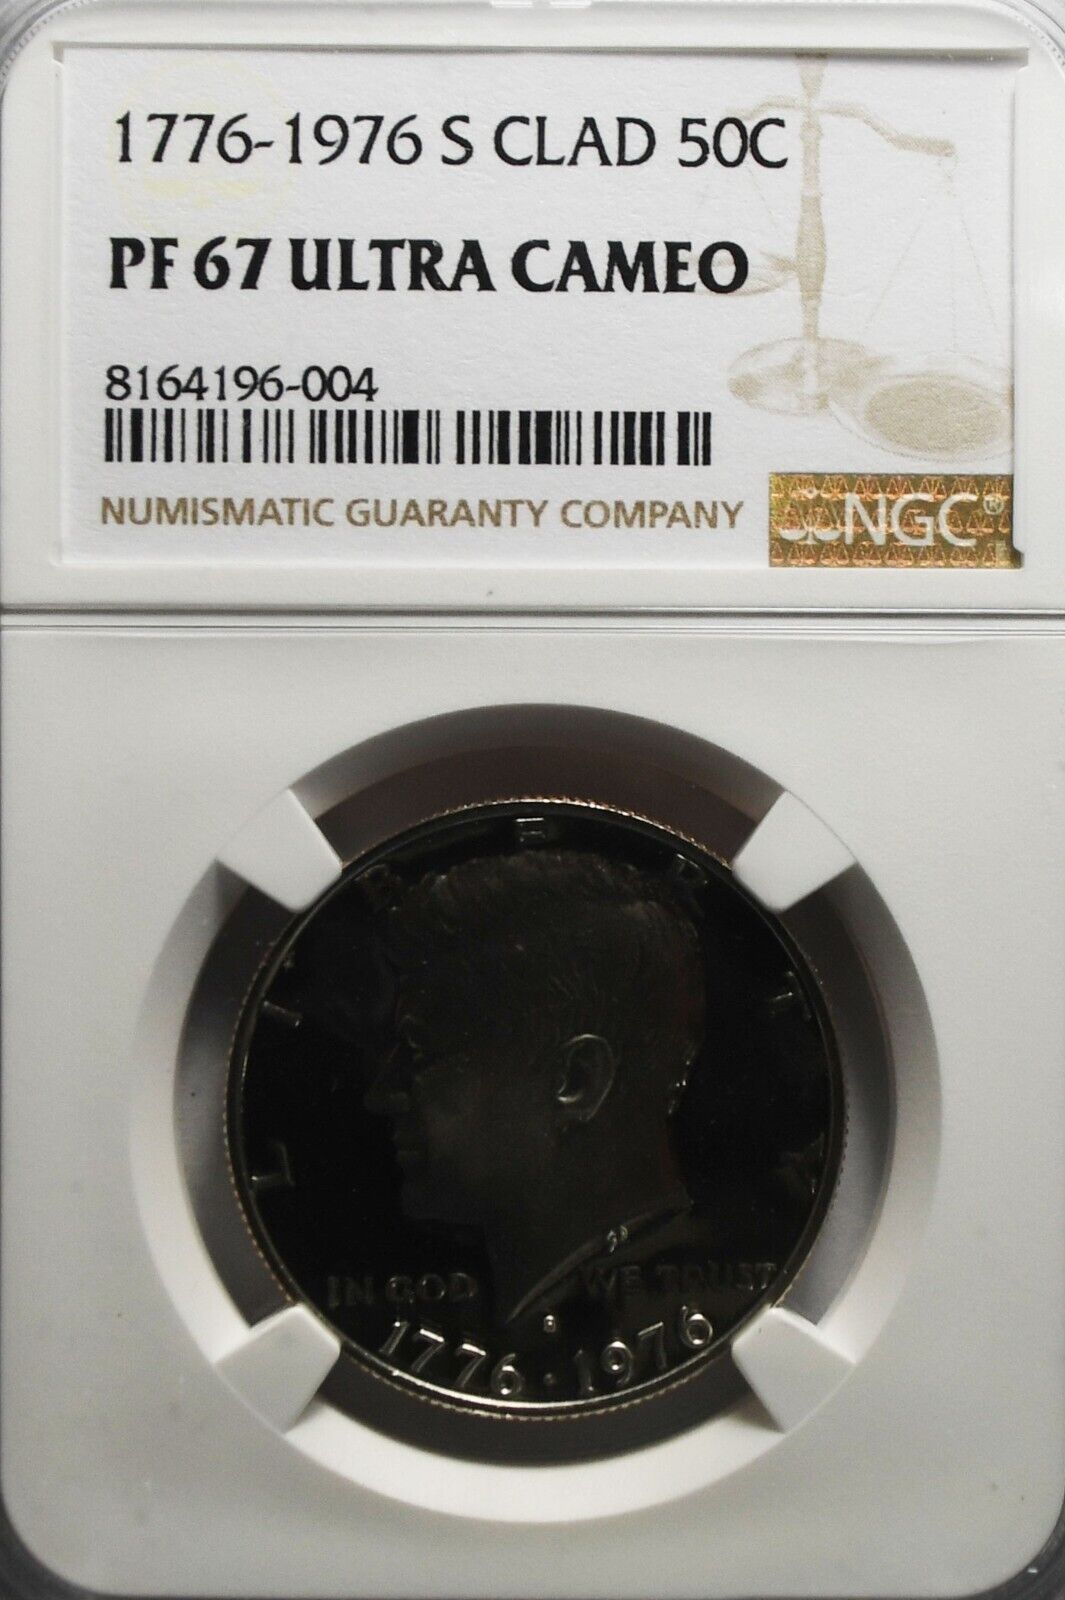 1776-1976 S CLAD 50C
PF 67 ULTRA CAMEO
8164196-004
NUMISMATIC GUARANTY COMPANY
NGC®
LIBERTY
IN GOD WE TRUST
S
1776·1976